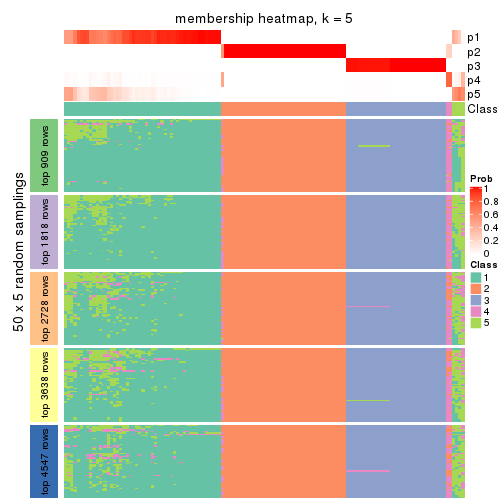 membership heatmap, k = 5
p1
p2
p3
p4
p5
Class
50 x 5 random samplings
top 909 rows
top 1818 rows
top 2728 rows
top 3638 rows
top 4547 rows
Prob
1
0.8
0.6
0.4
0.2
0
Class
1
2
3
4
5